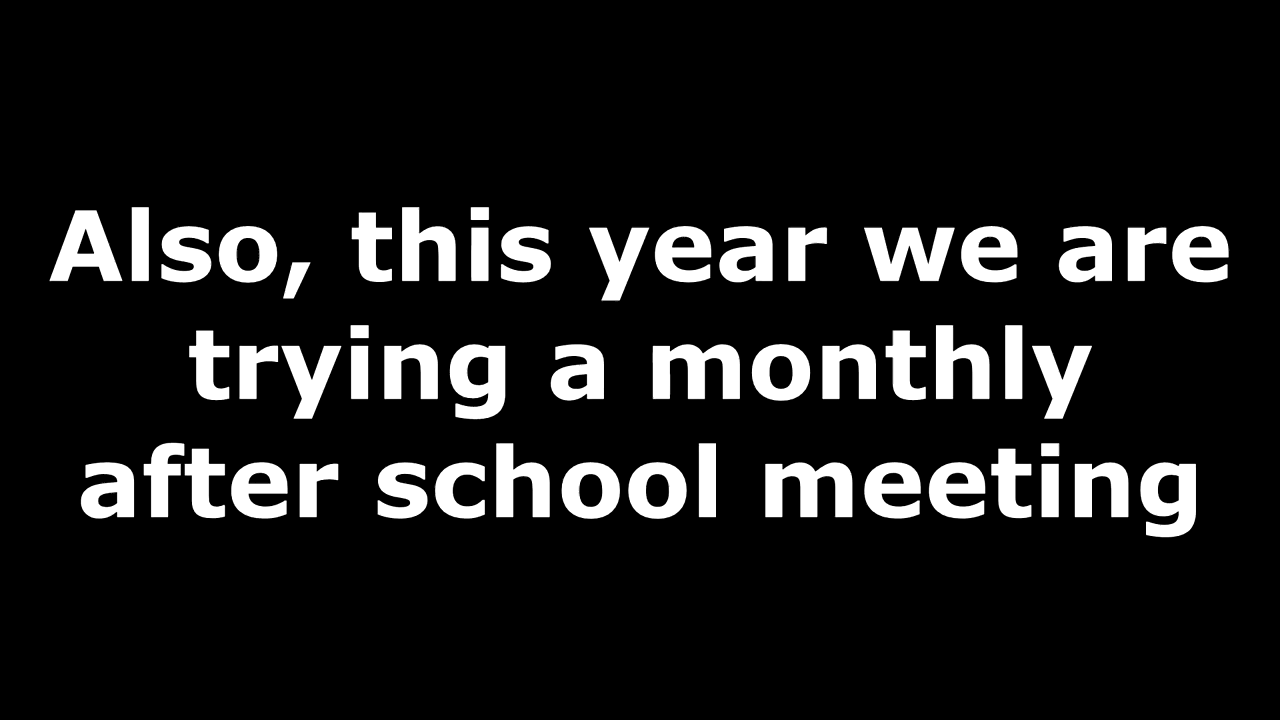 Also, this year we are
trying a monthly
after school meeting